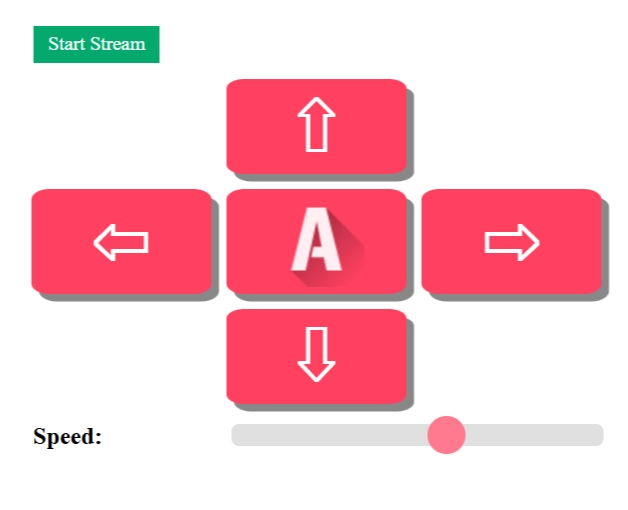 Start Stream
⇧
⇦ A ⇨
⇩
Speed: